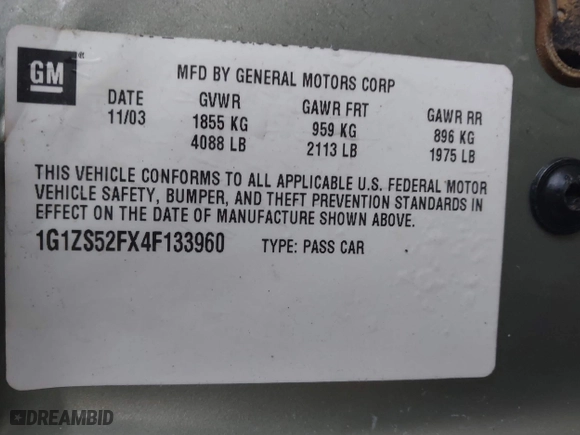 GM
MFD BY GENERAL MOTORS CORP
DATE GVWR GAWR FRT GAWR RR
11/03 1855 KG 959 KG 896 KG
4088 LB 2113 LB 1975 LB
THIS VEHICLE CONFORMS TO ALL APPLICABLE U.S. FEDERAL MOTOR
VEHICLE SAFETY, BUMPER, AND THEFT PREVENTION STANDARDS IN
EFFECT ON THE DATE OF MANUFACTURE SHOWN ABOVE.
1G1ZS52FX4F133960 TYPE: PASS CAR
DREAMBID